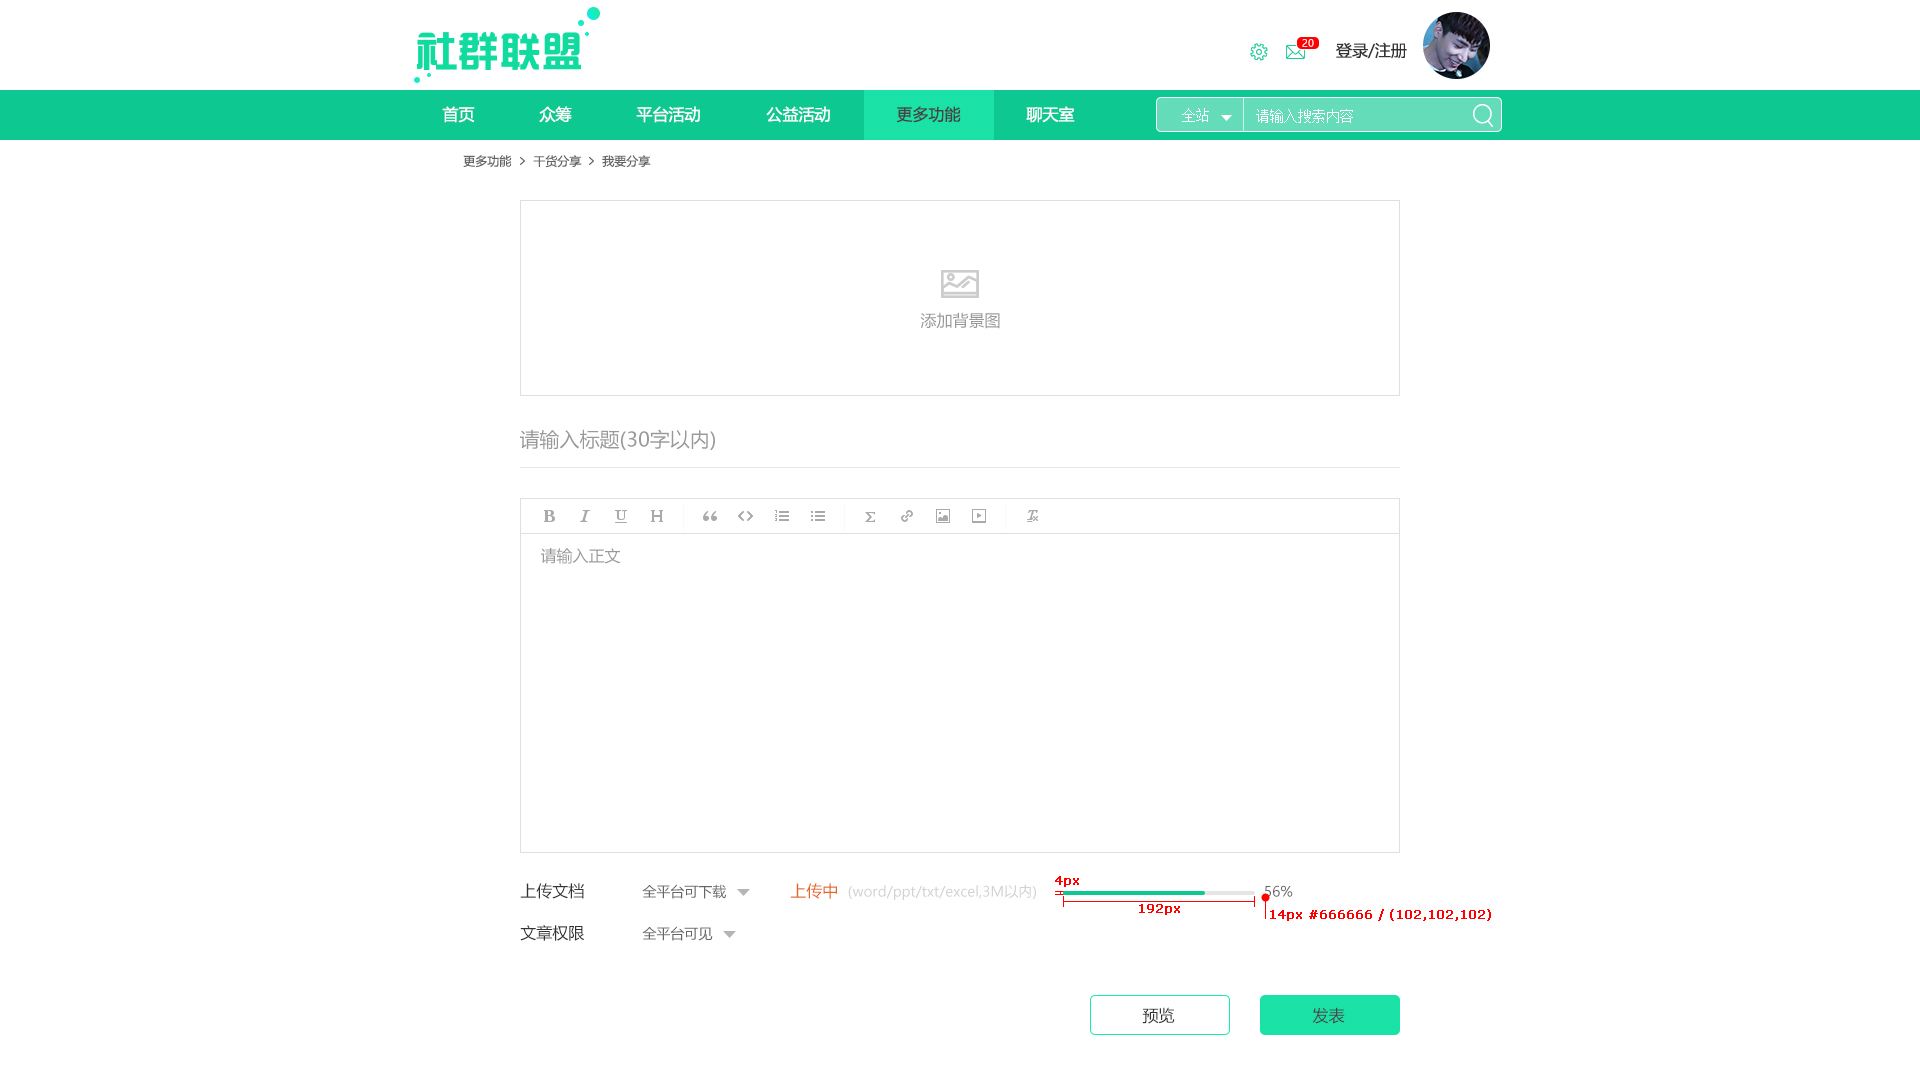 社群联盟
20
登录/注册
首页 众筹 平台活动 公益活动 更多功能 聊天室 全站 请输入搜索内容
更多功能 > 干货分享 > 我要分享
添加背景图
请输入标题(30字以内)
B I U H Σ
请输入正文
4px
上传文档 全平台可下载 上传中 (word/ppt/txt/excel,3M以内) 56%
192px
14px #666666 / (102,102,102)
文章权限 全平台可见
预览 发表